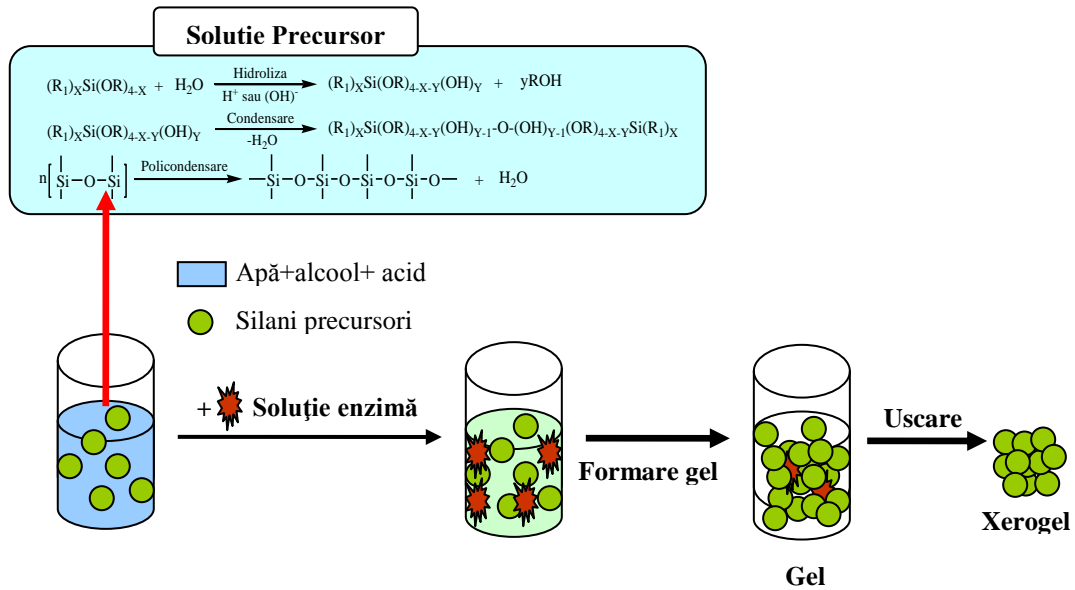 Solutie Precursor
Hidroliza
(R₁)ₓSi(OR)₄₋ₓ + H₂O (R₁)ₓSi(OR)₄₋X₋Y(OH)Y + yROH
H⁺ sau (OH)⁻
Condensare
(R₁)XSi(OR)₄₋X₋Y(OH)Y (R₁)XSi(OR)₄₋X₋Y(OH)Y₋₁-O-(OH)Y₋₁(OR)₄₋X₋YSi(R₁)X
-H₂O
Policondensare
n[Si-O-Si] —Si—O—Si—O—Si—O—Si—O— + H₂O
Apă+alcool+ acid
Silani precursori
+ Soluţie enzimă
Formare gel
Uscare
Xerogel
Gel